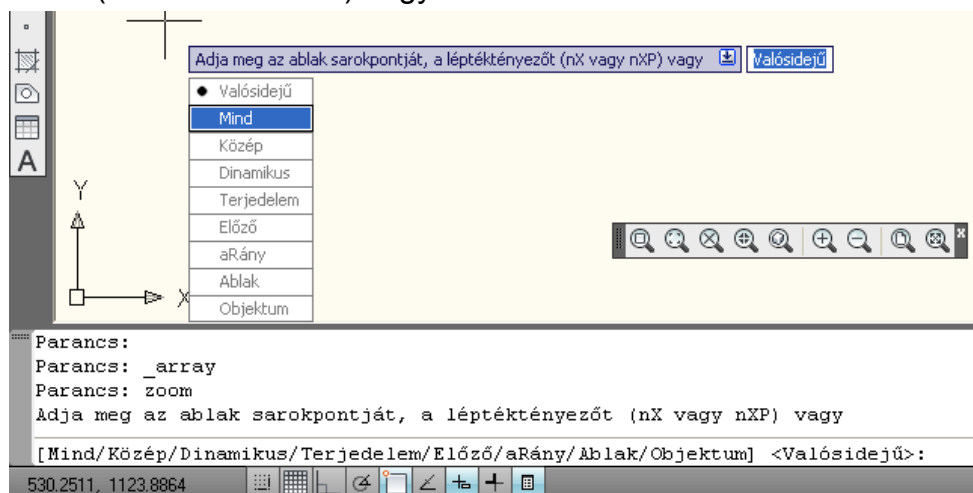 Adja meg az ablak sarokpontját, a léptéktényezőt (nX vagy nXP) vagy Valósidejű
Valósidejű
Mind
Közép
Dinamikus
Terjedelem
Előző
aRány
Ablak
Objektum
A
Y
X
Parancs:
Parancs: _array
Parancs: zoom
Adja meg az ablak sarokpontját, a léptéktényezőt (nX vagy nXP) vagy
[Mind/Közép/Dinamikus/Terjedelem/Előző/aRány/Ablak/Objektum] <Valósidejű>:
530.2511, 1123.8864